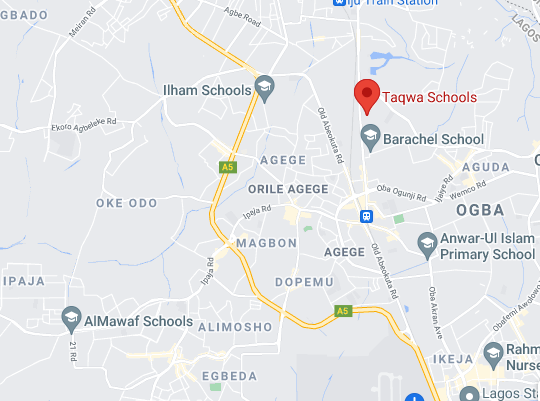 GBADO
Meiran Rd
Agbe Road
Iju Train Station
LAGOS
Ilham Schools
Taqwa Schools
Ekoro Agbeleke Rd
Old Abeokuta Rd
Barachel School
A5
AGEGE
AGUDA
ORILE AGEGE
Oba Ogunji Rd
Ijaiye Rd
Wemco Rd
OKE ODO
Ipaja Rd
OGBA
MAGBON
AGEGE
Anwar-Ul Islam
Primary School
Ipaja Rd
IPAJA
DOPEMU
Old Abeokuta Rd
Oba Akran Ave
Obafemi Awolowo
A5
AlMawaf Schools
ALIMOSHO
21 Rd
IKEJA
Rahm
Nurse
EGBEDA
Lagos Sta